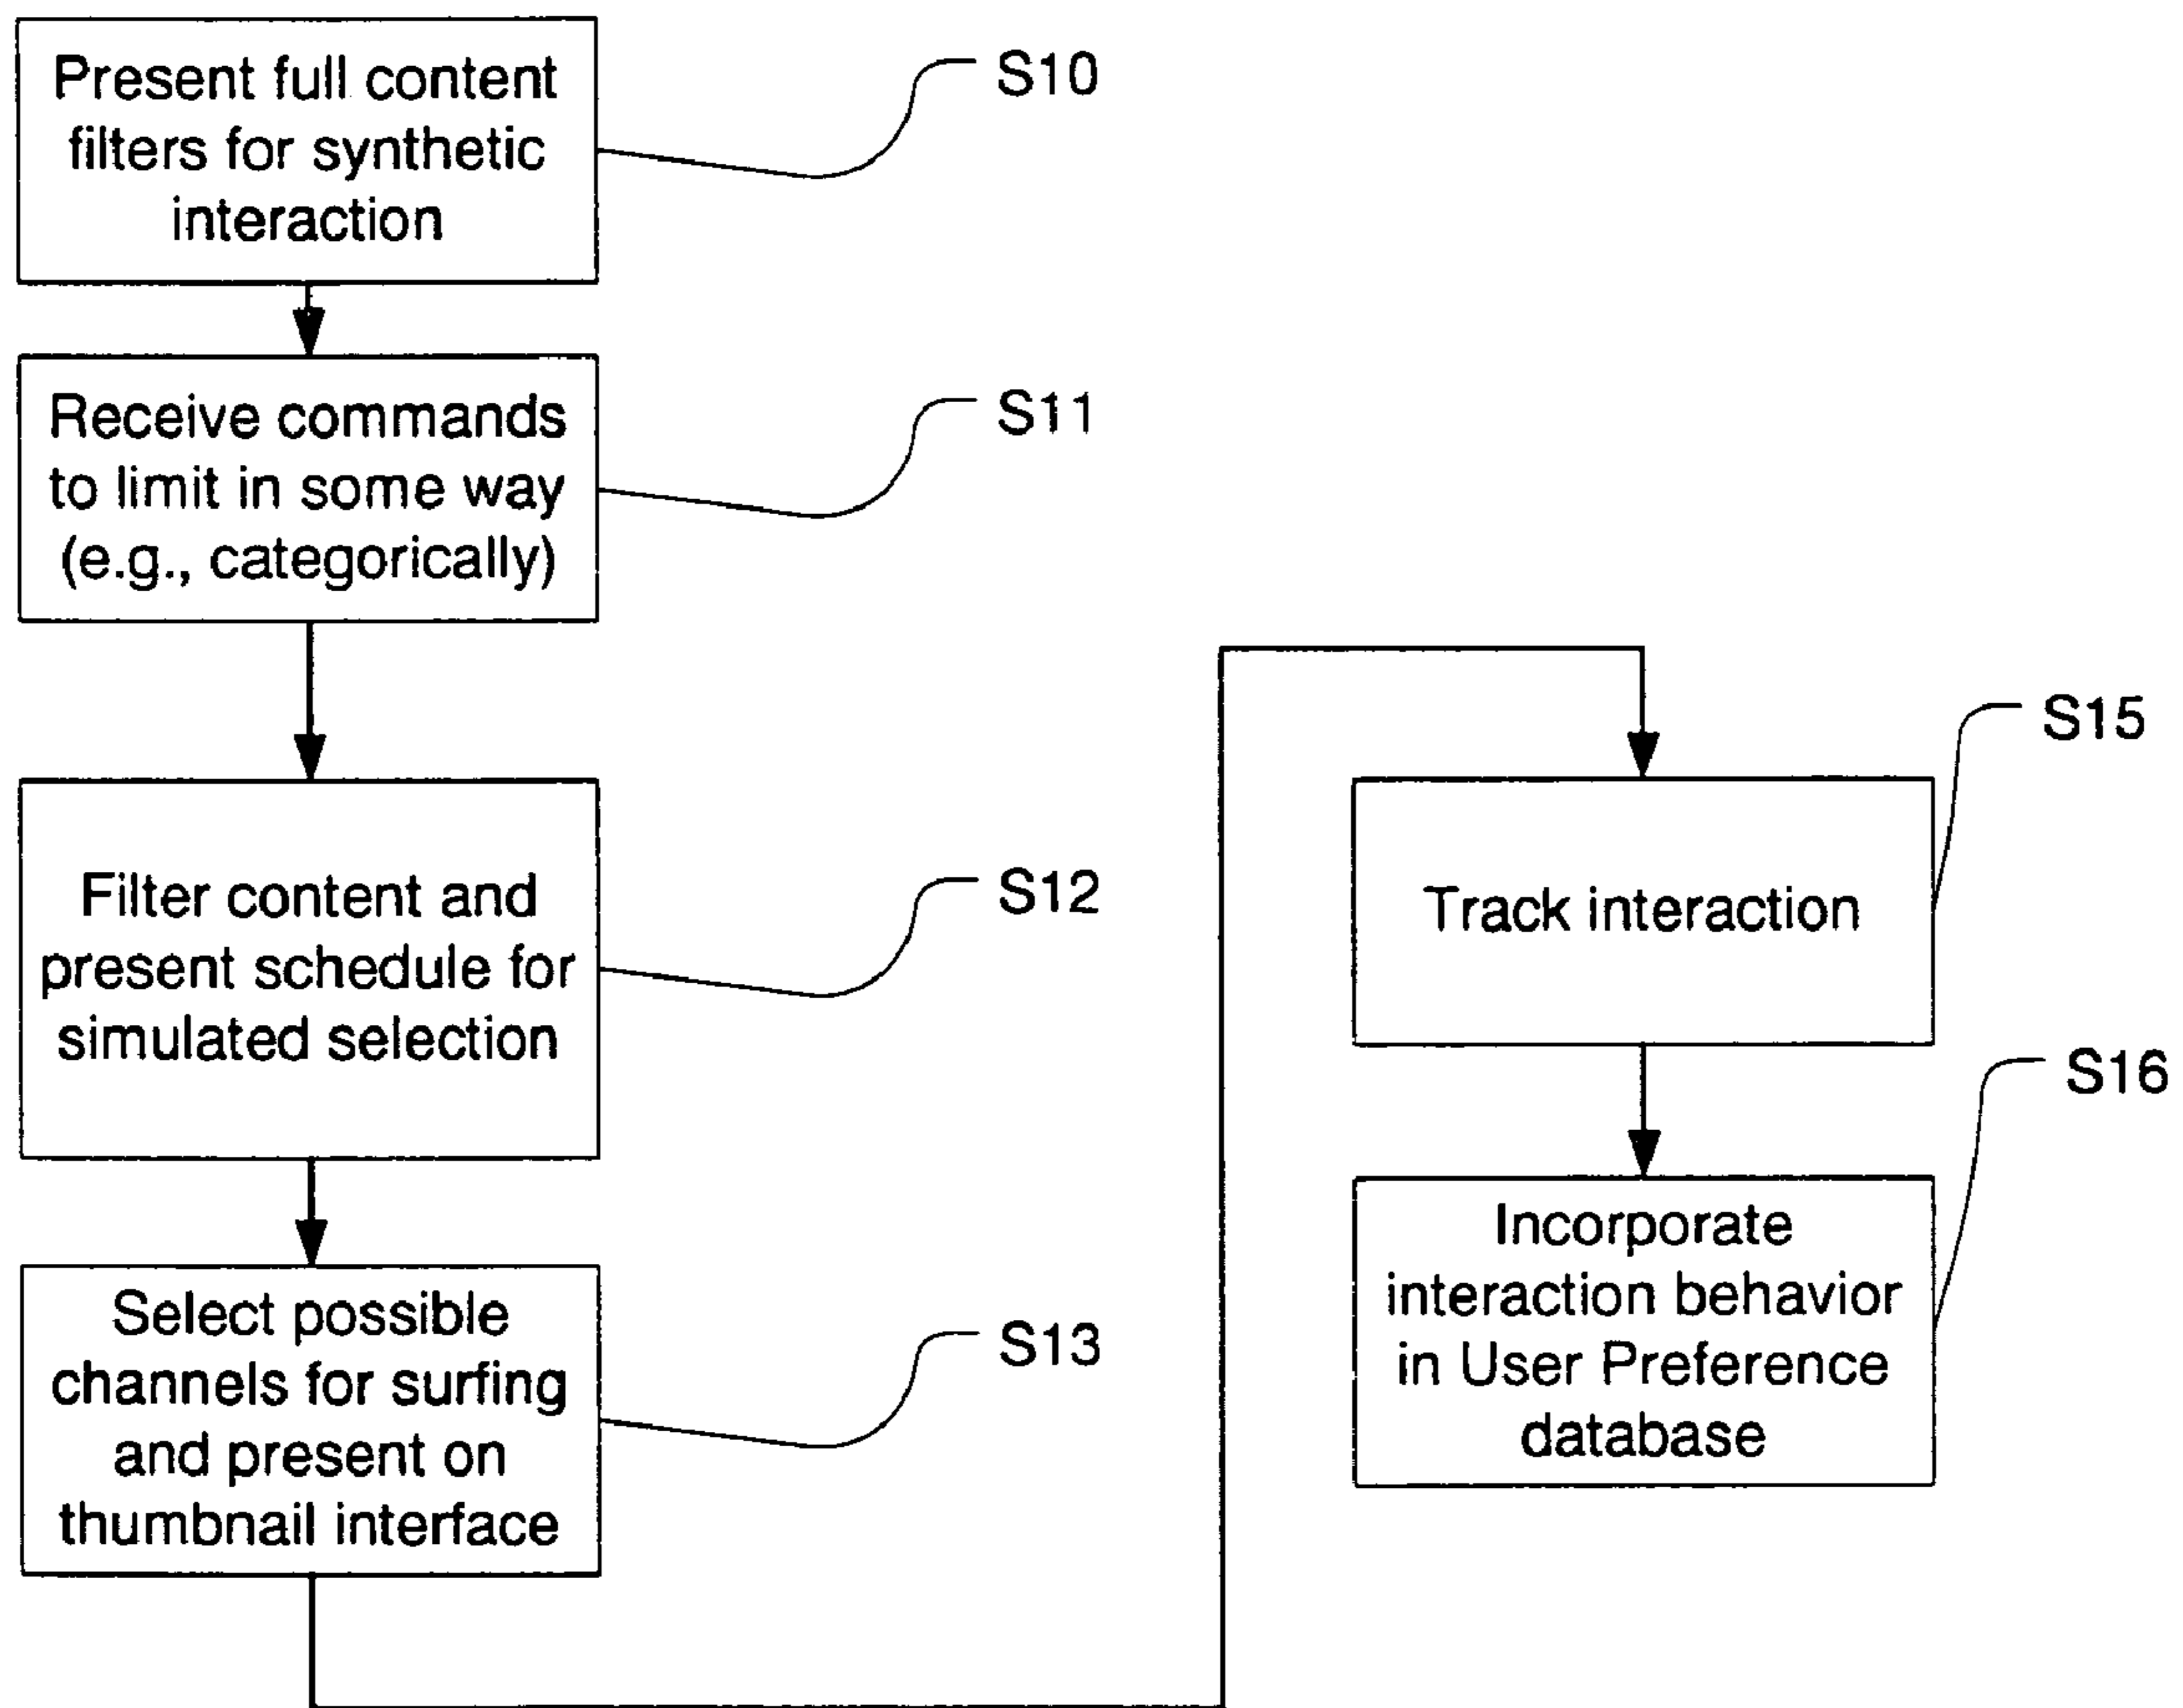 Present full content
filters for synthetic
interaction
S10
Receive commands
to limit in some way
(e.g., categorically)
S11
Filter content and
present schedule for
simulated selection
S12
Select possible
channels for surfing
and present on
thumbnail interface
S13
Track interaction
S15
Incorporate
interaction behavior
in User Preference
database
S16